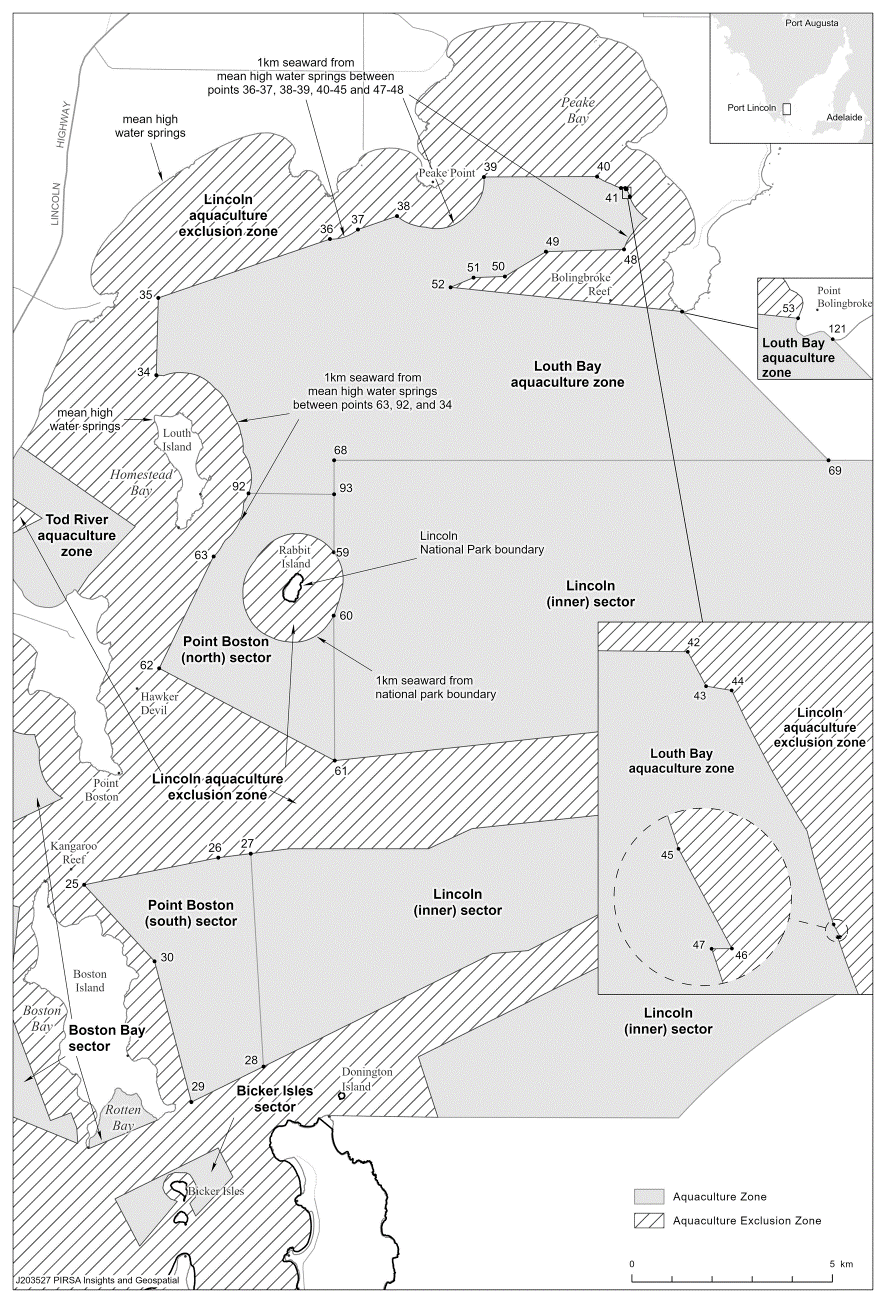 Port Augusta
Port Lincoln
Adelaide
1km seaward from
mean high water springs between
points 36-37, 38-39, 40-45 and 47-48
LINCOLN
HIGHWAY
mean high
water springs
Peake
Bay
Peake Point
39
40
41
Lincoln
aquaculture
exclusion zone
36
37
38
49
48
51
50
52
Bolingbroke
Reef
35
53
Point
Bolingbroke
121
Louth Bay
aquaculture
zone
34
1km seaward from
mean high water springs
between points 63, 92, and 34
Louth Bay
aquaculture zone
mean high
water springs
Louth
Island
Homestead
Bay
68
69
92
93
Tod River
aquaculture
zone
63
Rabbit
Island
59
Lincoln
National Park boundary
Lincoln
(inner) sector
60
Point Boston
(north) sector
62
1km seaward from
national park boundary
Hawker
Devil
61
Point
Boston
Lincoln aquaculture
exclusion zone
42
43
44
Lincoln
aquaculture
exclusion zone
Louth Bay
aquaculture zone
45
47
46
Kangaroo
Reef
26
27
25
Point Boston
(south) sector
Lincoln
(inner) sector
30
Boston
Island
Boston
Bay
Boston Bay
sector
Lincoln
(inner) sector
28
29
Donington
Island
Bicker Isles
sector
Rotten
Bay
Bicker Isles
Aquaculture Zone
Aquaculture Exclusion Zone
0
5 km
J203527 PIRSA Insights and Geospatial